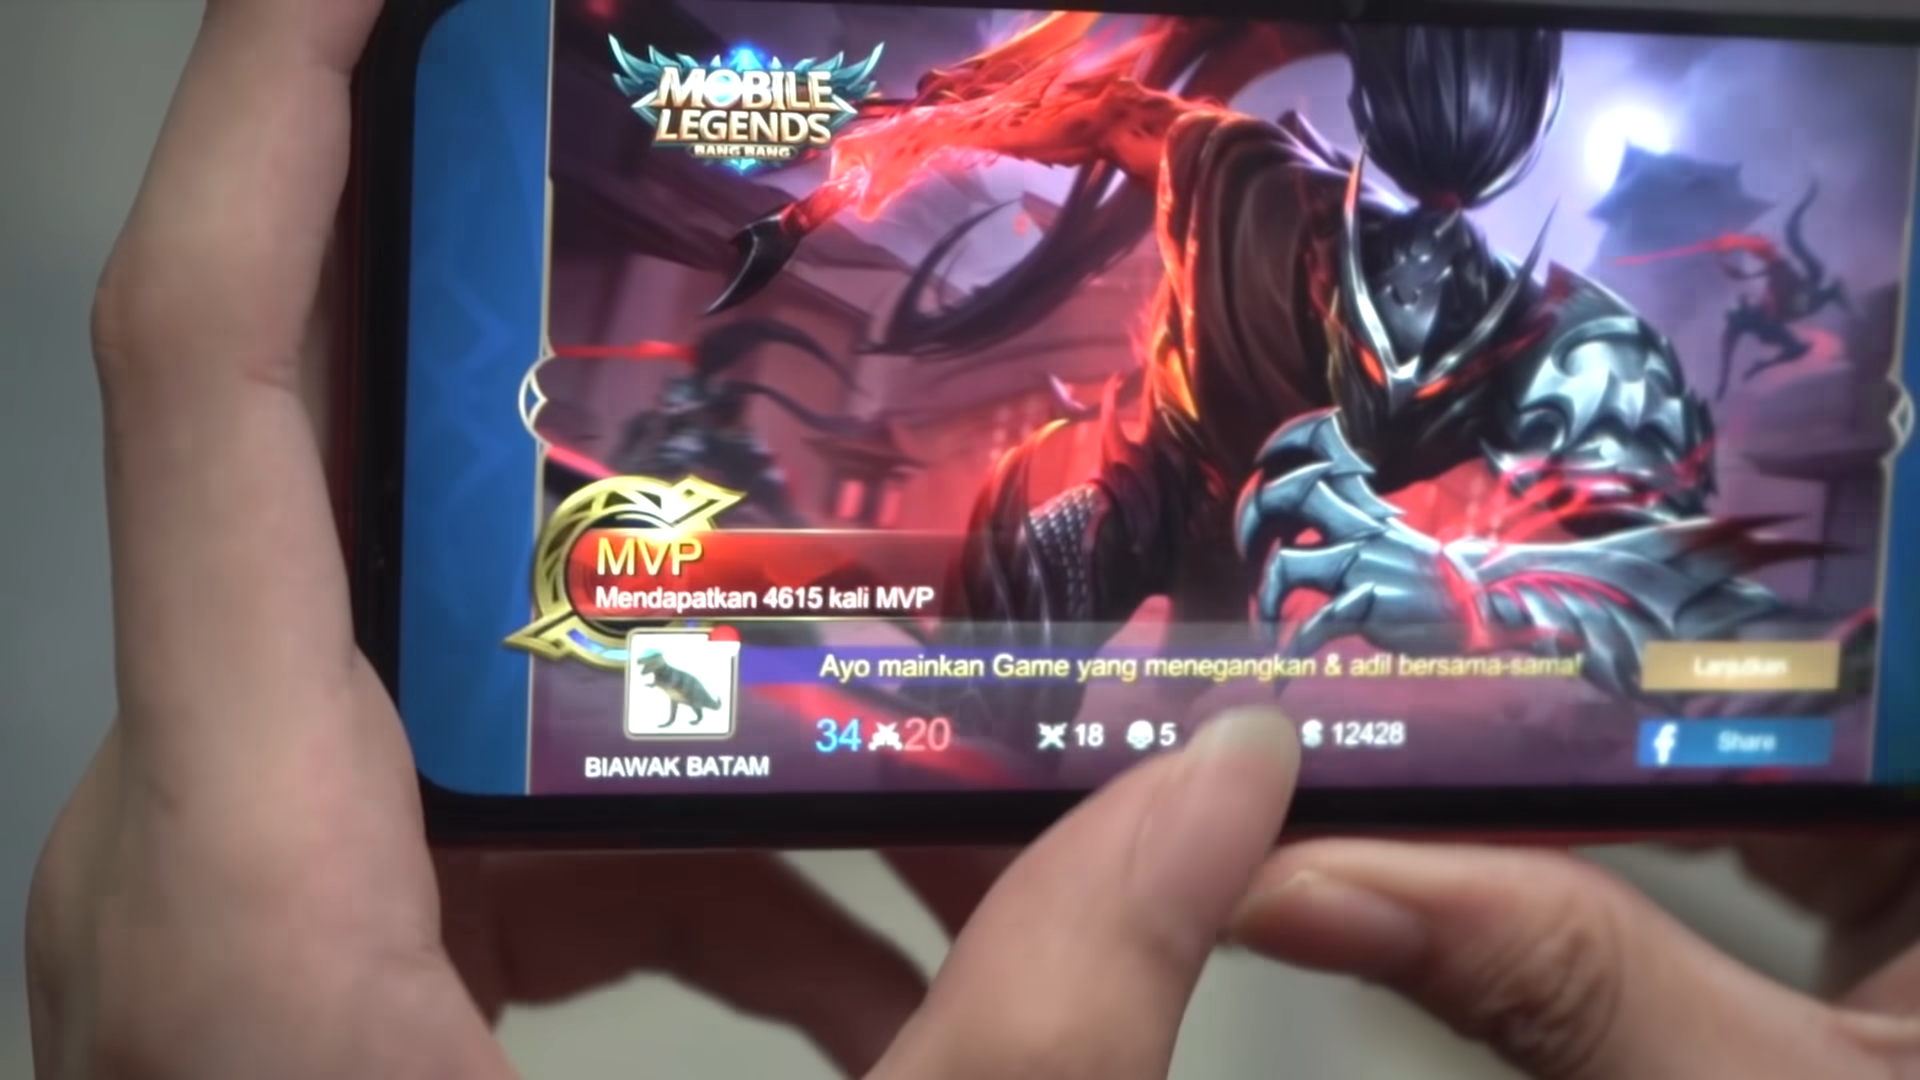 MOBILE
LEGENDS
BANG BANG
MVP
Mendapatkan 4615 kali MVP
Ayo mainkan Game yang menegangkan & adil bersama-sama!
Lanjutkan
34 20
18 5 12428
Share
BIAWAK BATAM